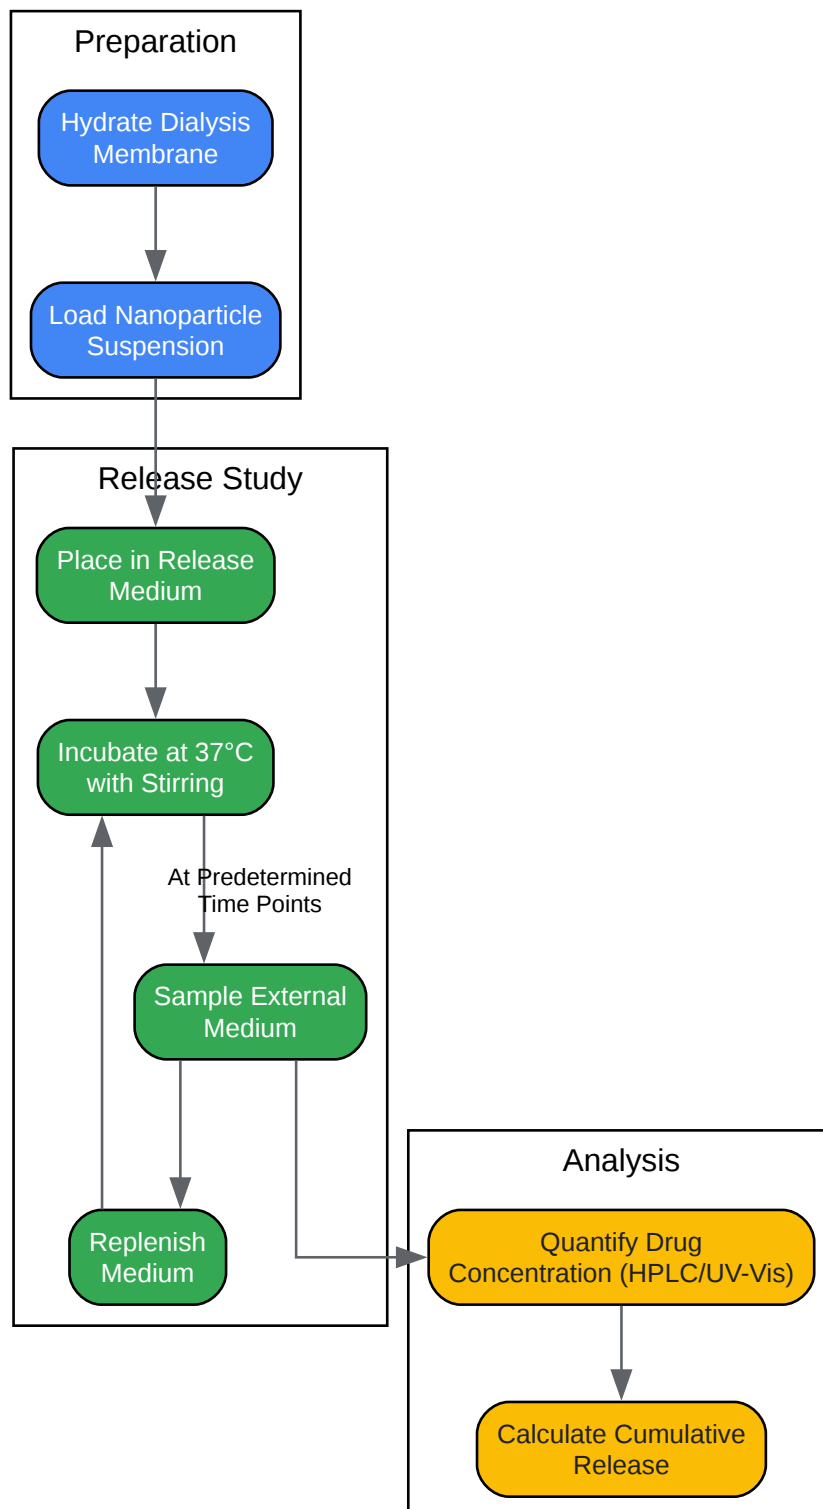 Preparation
Hydrate Dialysis
Membrane
Load Nanoparticle
Suspension
Release Study
Place in Release
Medium
Incubate at 37°C
with Stirring
At Predetermined
Time Points
Sample External
Medium
Replenish
Medium
Analysis
Quantify Drug
Concentration (HPLC/UV-Vis)
Calculate Cumulative
Release